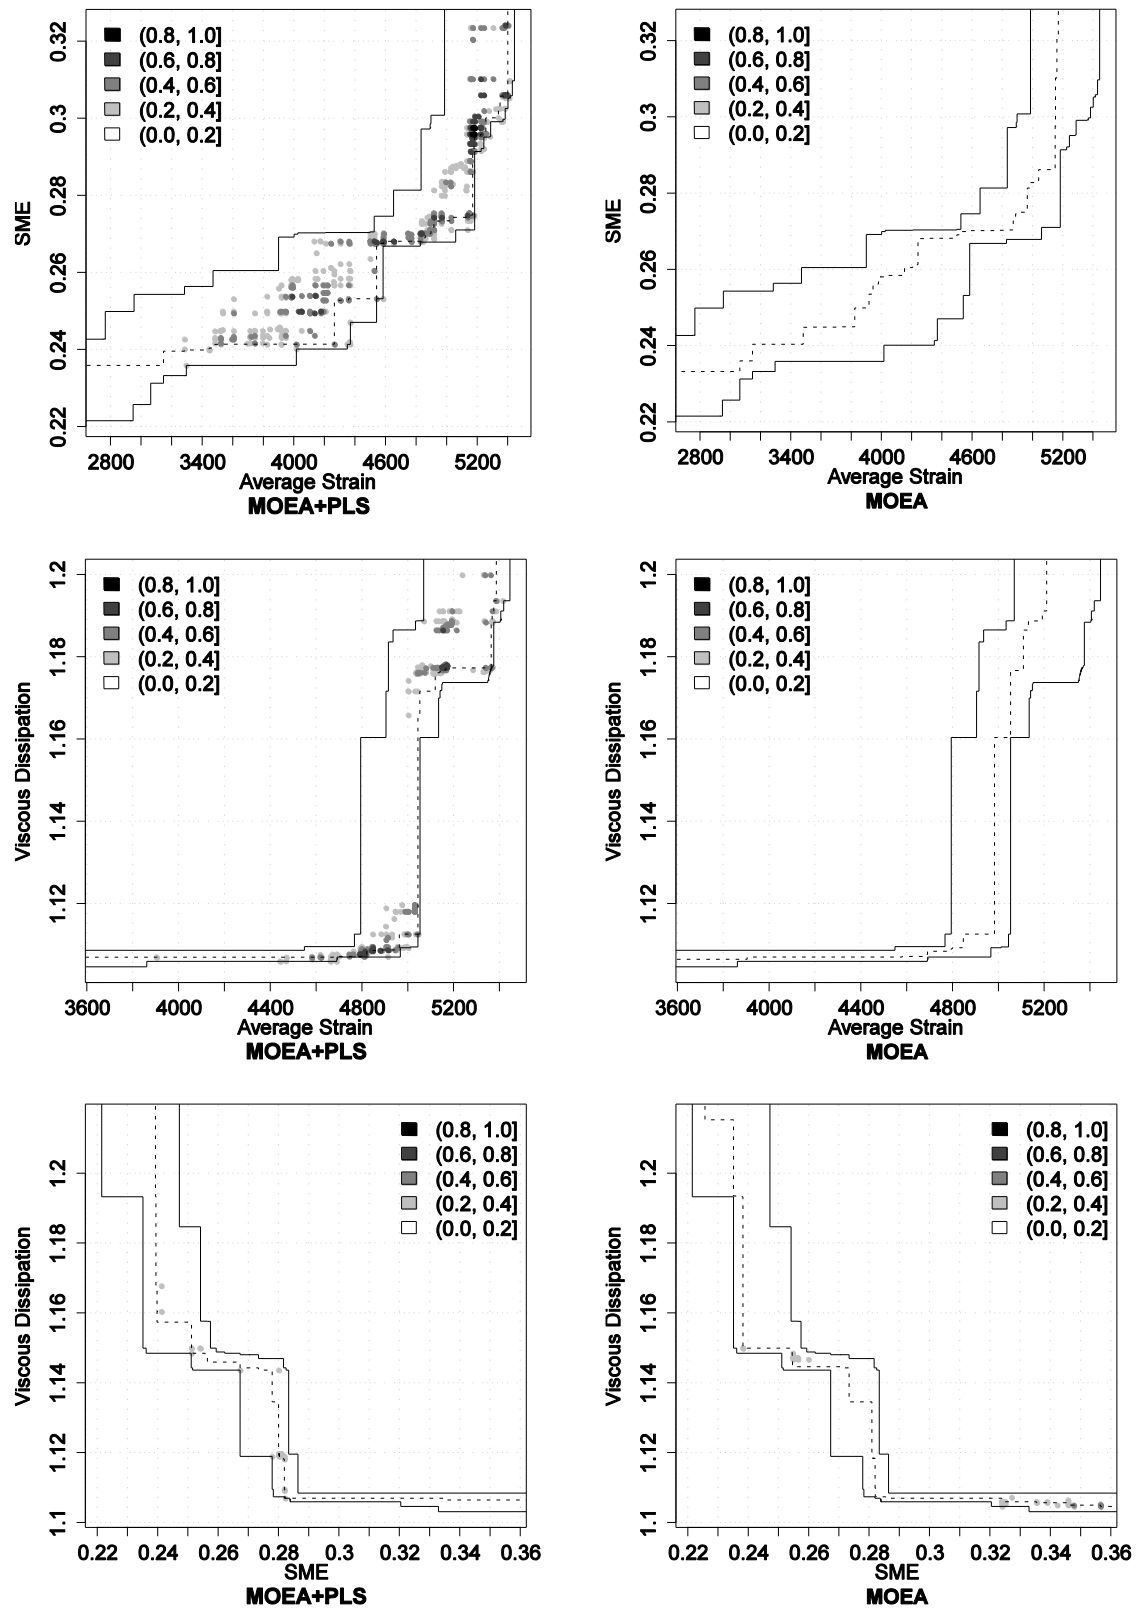 (0.8, 1.0]
(0.6, 0.8]
(0.4, 0.6]
(0.2, 0.4]
(0.0, 0.2]
SME
0.32
0.3
0.28
0.26
0.24
0.22
2800 3400 4000 4600 5200
Average Strain
MOEA+PLS
(0.8, 1.0]
(0.6, 0.8]
(0.4, 0.6]
(0.2, 0.4]
(0.0, 0.2]
SME
0.32
0.3
0.28
0.26
0.24
0.22
2800 3400 4000 4600 5200
Average Strain
MOEA
(0.8, 1.0]
(0.6, 0.8]
(0.4, 0.6]
(0.2, 0.4]
(0.0, 0.2]
Viscous Dissipation
1.2
1.18
1.16
1.14
1.12
3600 4000 4400 4800 5200
Average Strain
MOEA+PLS
(0.8, 1.0]
(0.6, 0.8]
(0.4, 0.6]
(0.2, 0.4]
(0.0, 0.2]
Viscous Dissipation
1.2
1.18
1.16
1.14
1.12
3600 4000 4400 4800 5200
Average Strain
MOEA
(0.8, 1.0]
(0.6, 0.8]
(0.4, 0.6]
(0.2, 0.4]
(0.0, 0.2]
Viscous Dissipation
1.2
1.18
1.16
1.14
1.12
1.1
0.22 0.24 0.26 0.28 0.3 0.32 0.34 0.36
SME
MOEA+PLS
(0.8, 1.0]
(0.6, 0.8]
(0.4, 0.6]
(0.2, 0.4]
(0.0, 0.2]
Viscous Dissipation
1.2
1.18
1.16
1.14
1.12
1.1
0.22 0.24 0.26 0.28 0.3 0.32 0.34 0.36
SME
MOEA